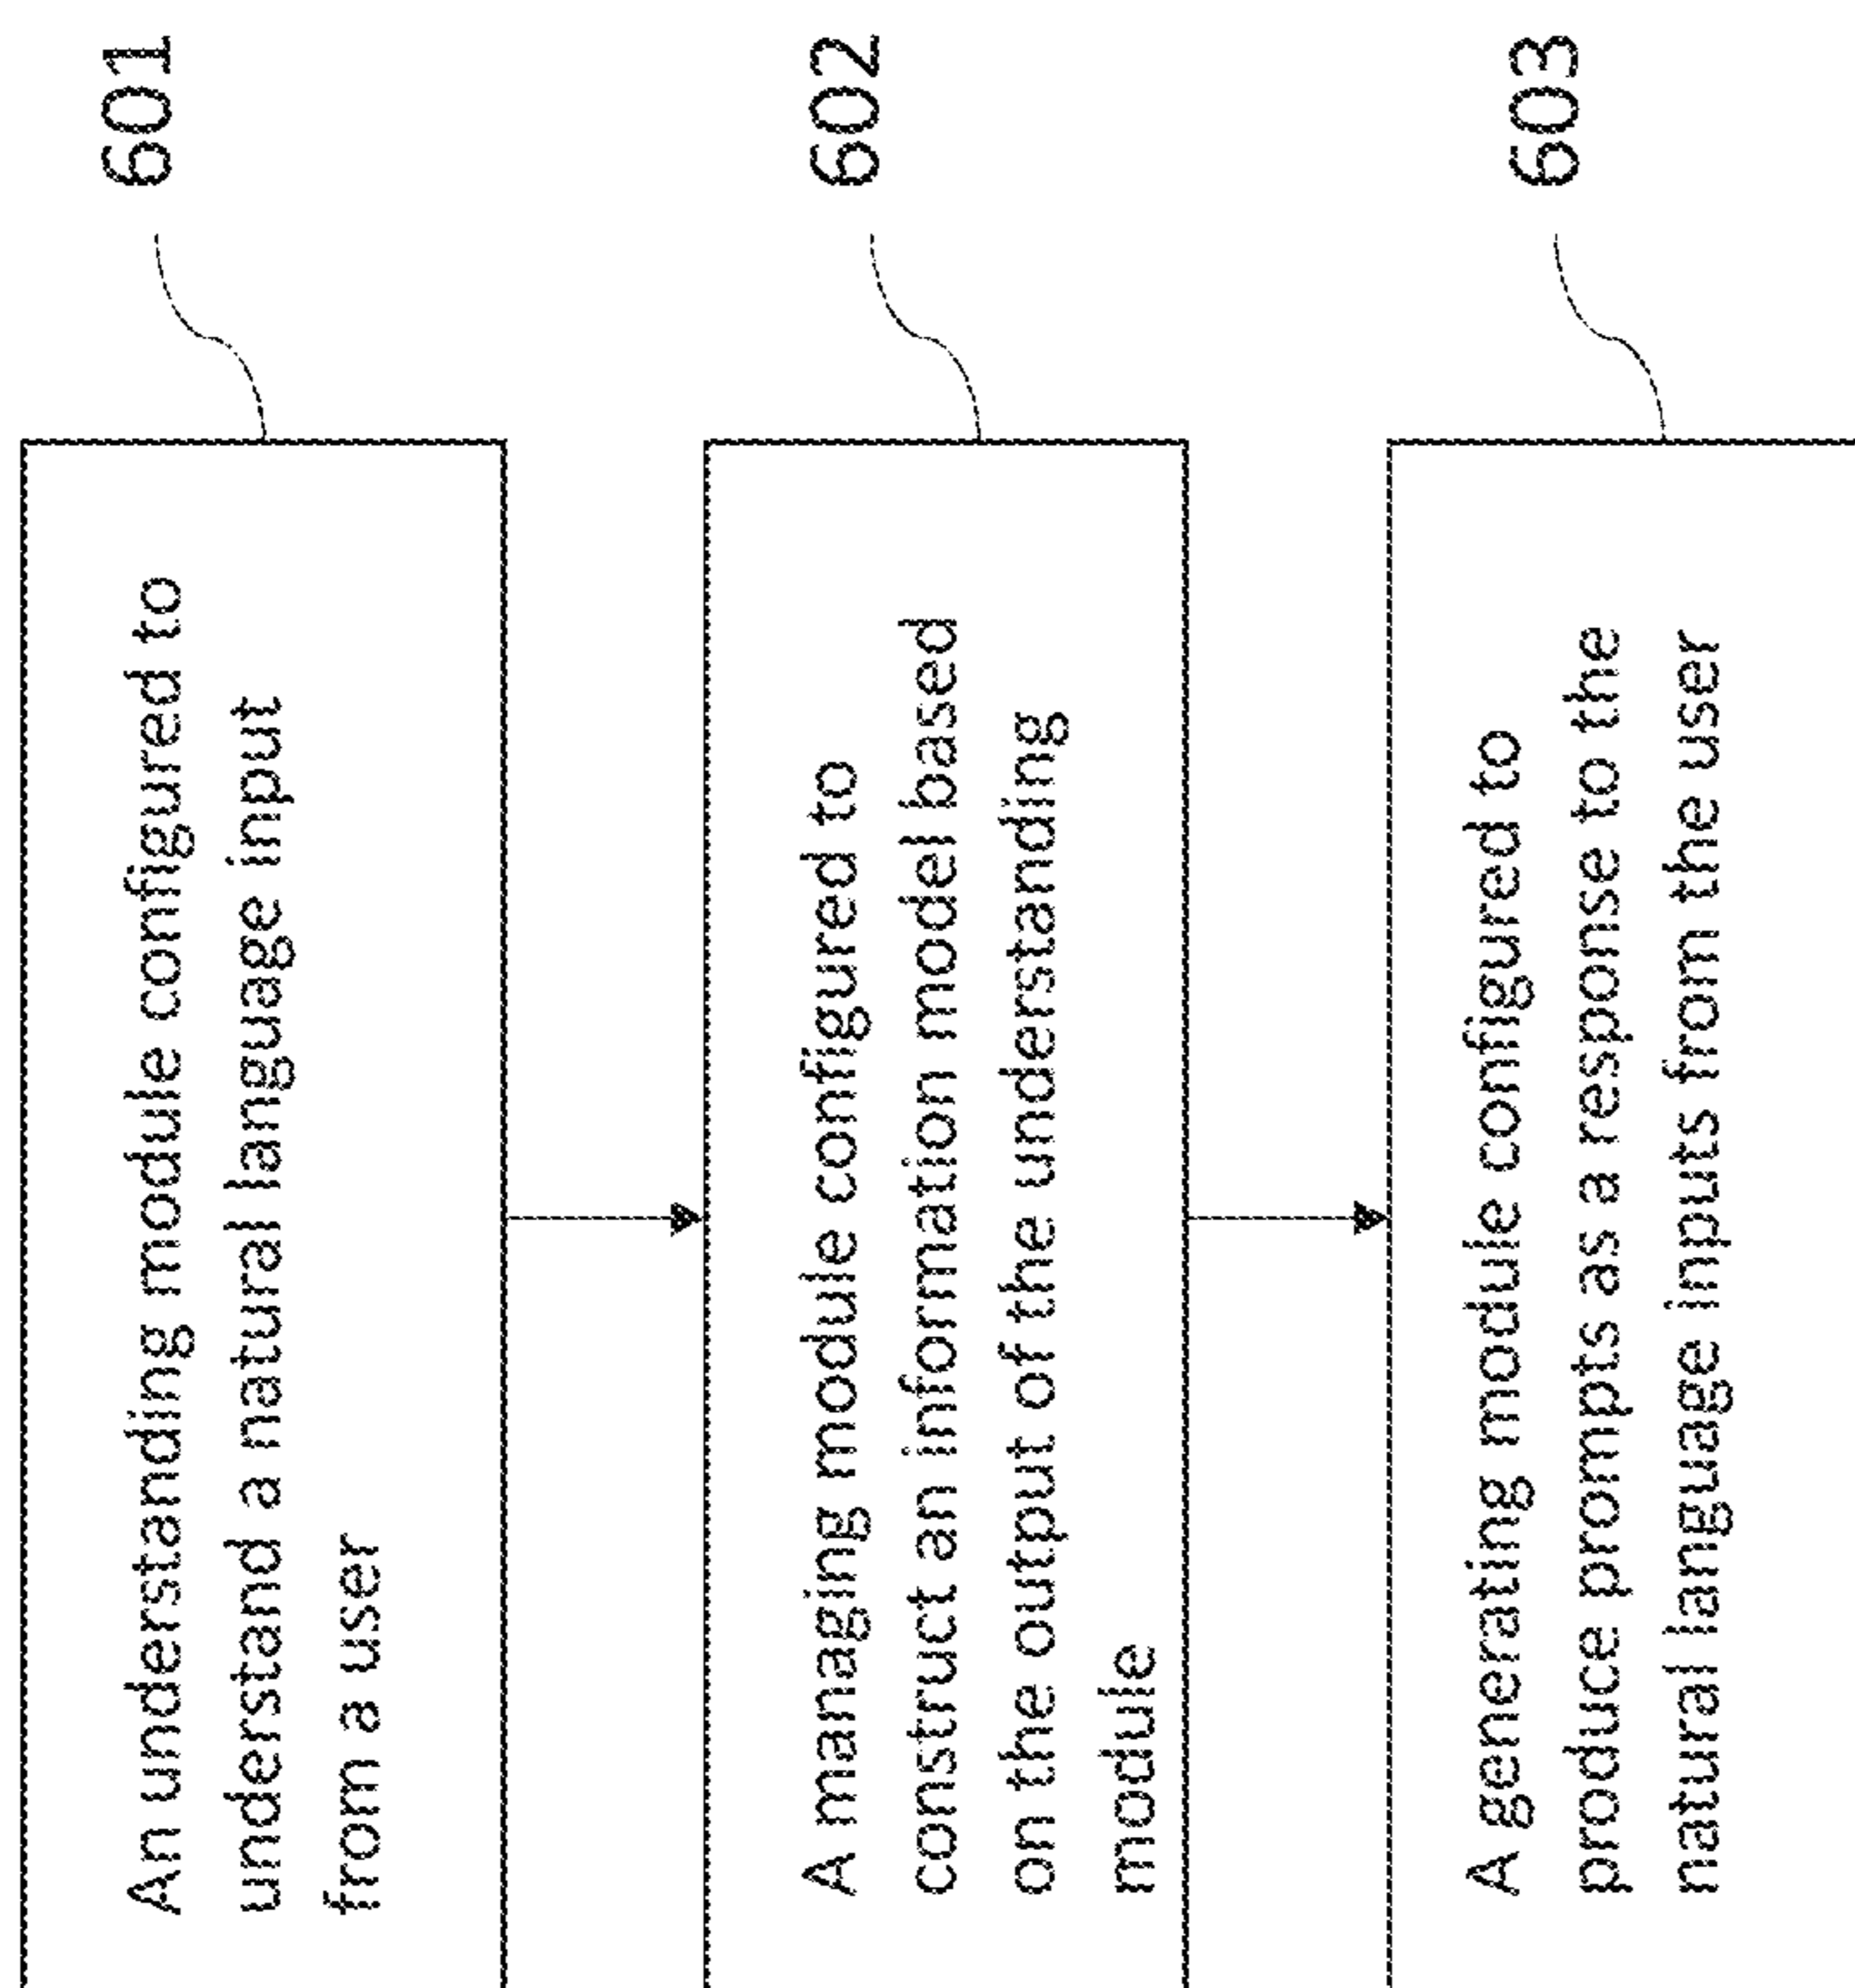 An understanding module configured to
understand a natural language input
from a user
601
A managing module configured to
construct an information model based
on the output of the understanding
module
602
A generating module configured to
produce prompts as a response to the
natural language inputs from the user
603